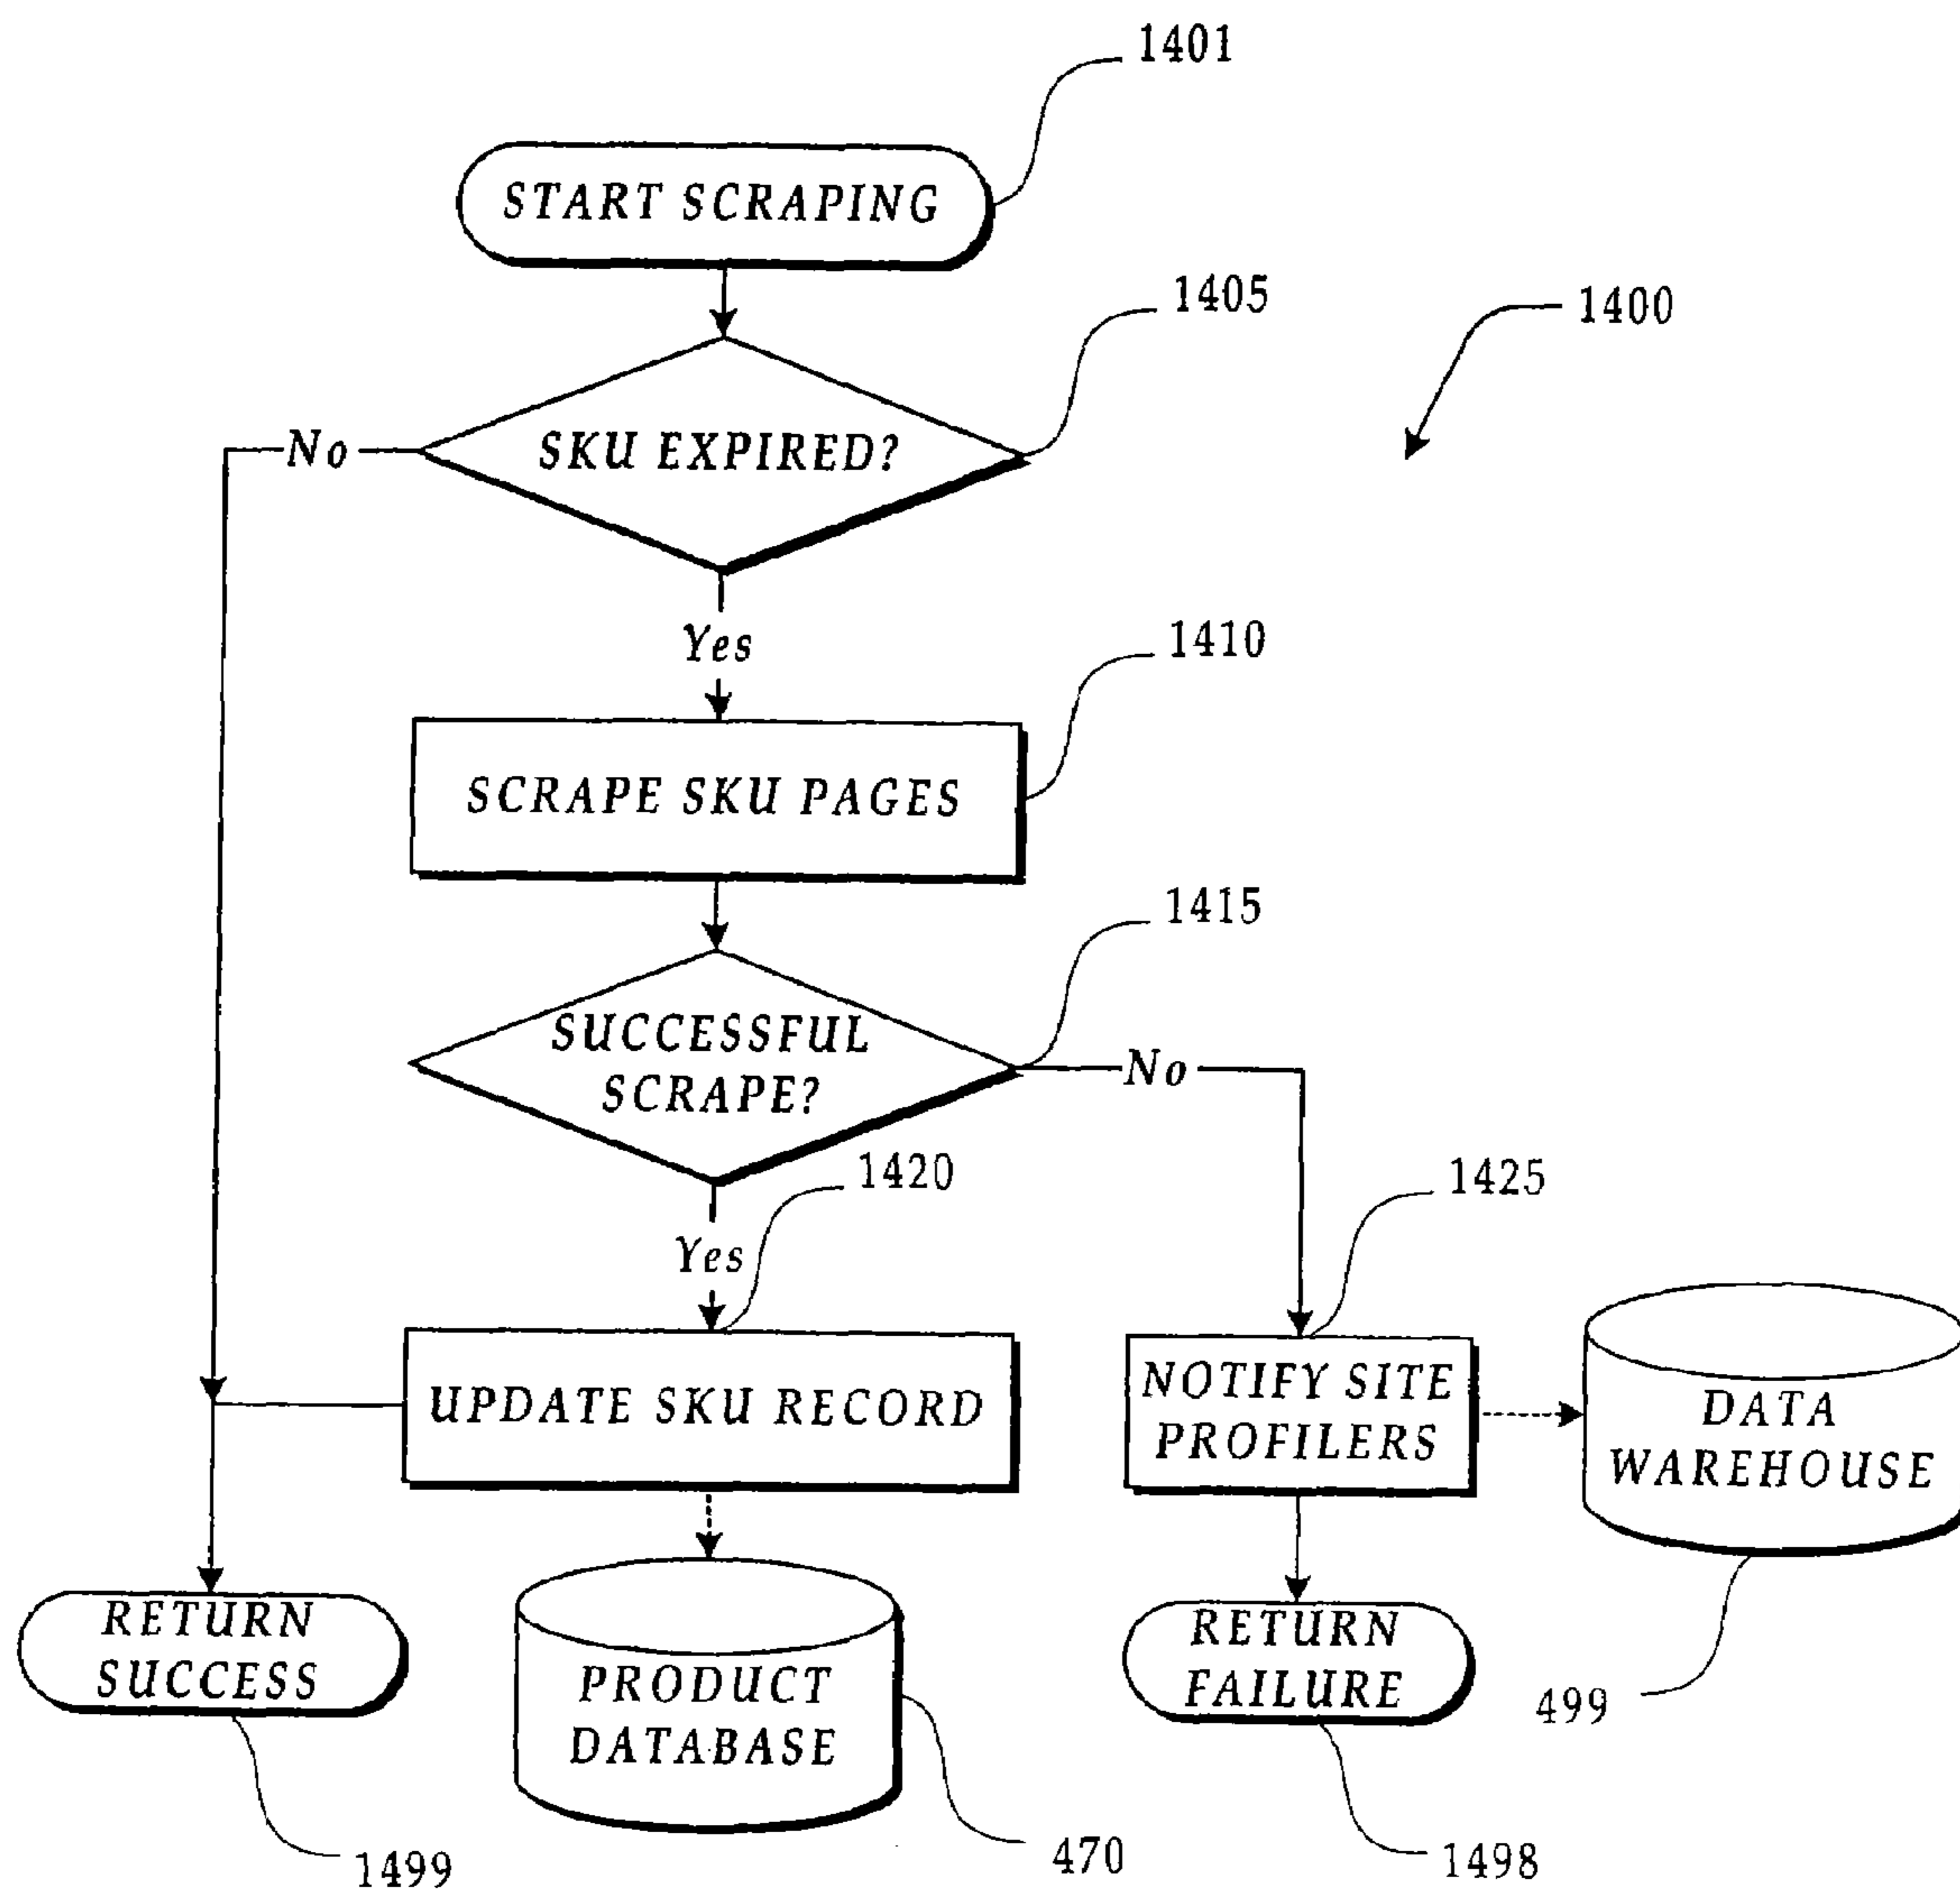 1401
START SCRAPING
1405
1400
No
SKU EXPIRED?
Yes
1410
SCRAPE SKU PAGES
1415
SUCCESSFUL
SCRAPE?
No
1420
1425
Yes
UPDATE SKU RECORD
NOTIFY SITE
PROFILERS
DATA
WAREHOUSE
RETURN
SUCCESS
PRODUCT
DATABASE
RETURN
FAILURE
499
1499
470
1498